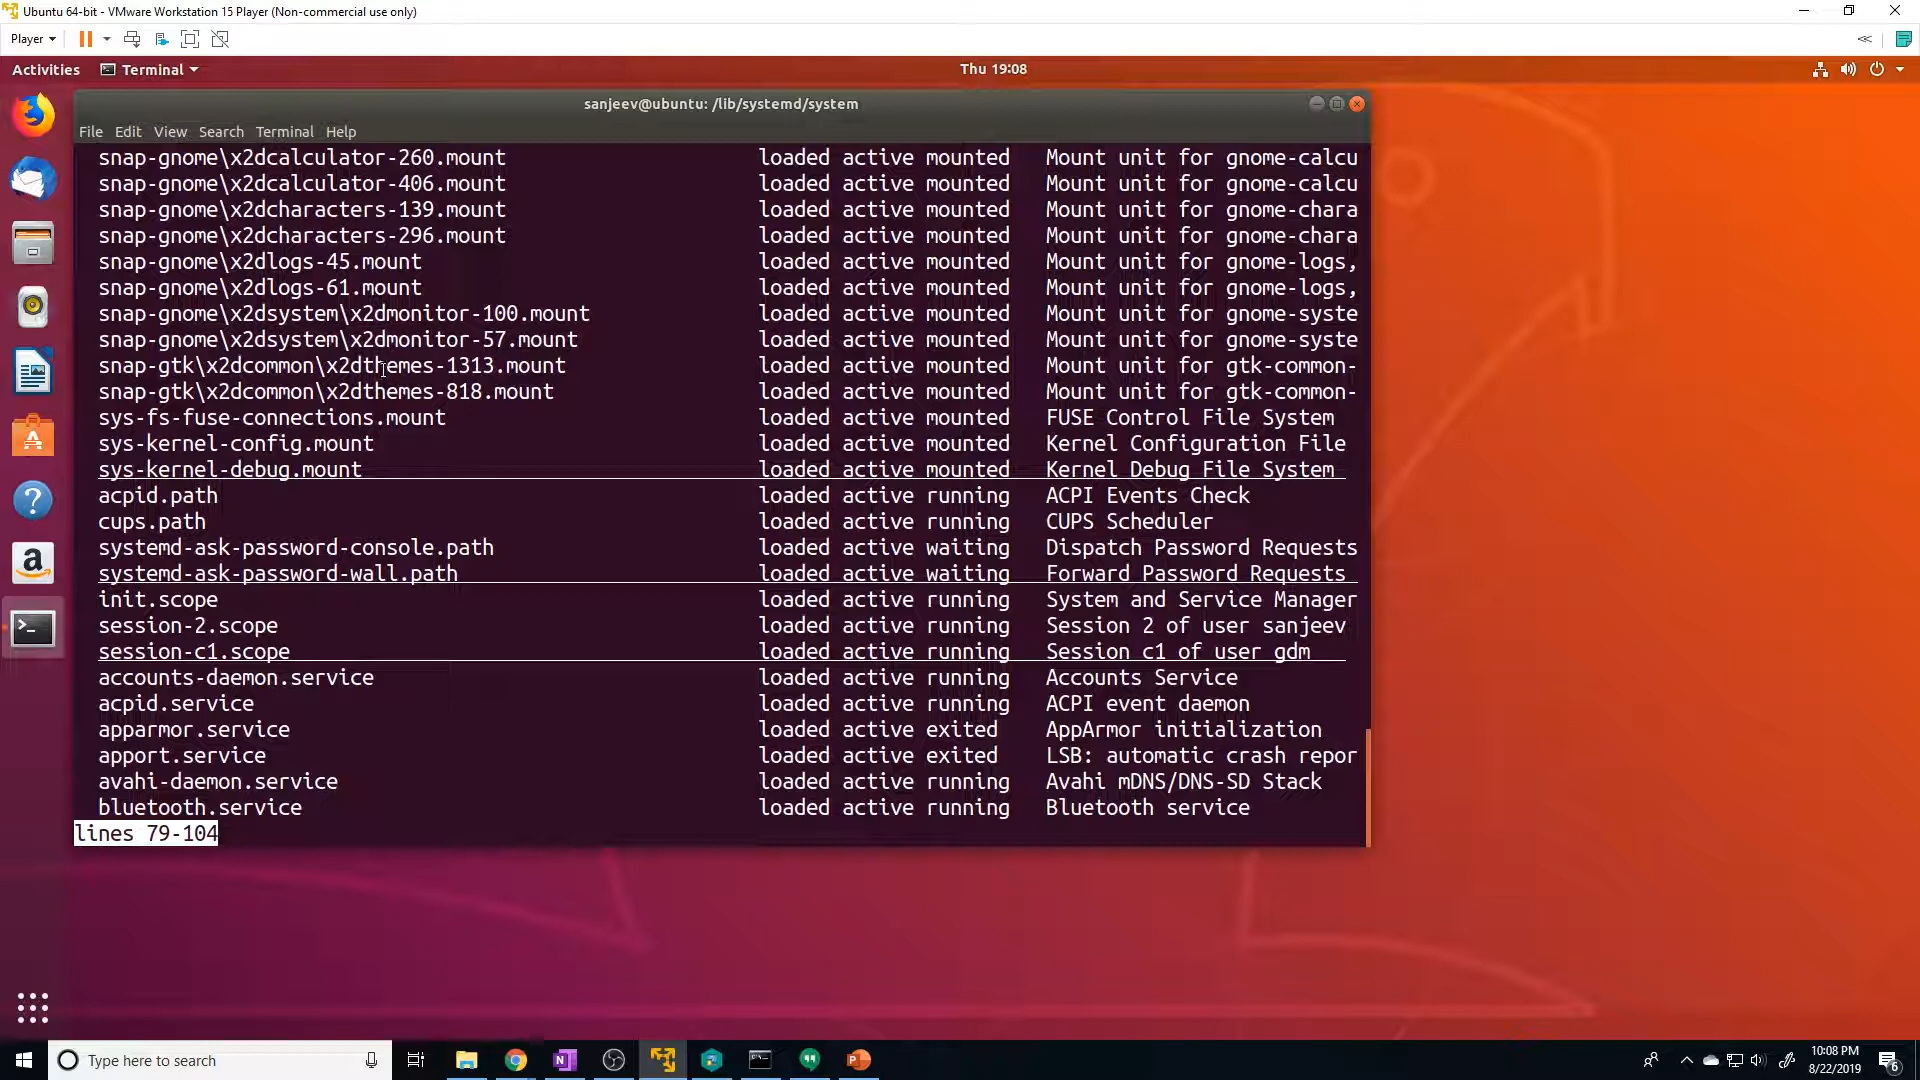 Ubuntu 64-bit - VMware Workstation 15 Player (Non-commercial use only)
Player
Activities Terminal Thu 19:08
sanjeev@ubuntu: /lib/systemd/system
File Edit View Search Terminal Help
snap-gnome\x2dcalculator-260.mount loaded active mounted Mount unit for gnome-calcu
snap-gnome\x2dcalculator-406.mount loaded active mounted Mount unit for gnome-calcu
snap-gnome\x2dcharacters-139.mount loaded active mounted Mount unit for gnome-chara
snap-gnome\x2dcharacters-296.mount loaded active mounted Mount unit for gnome-chara
snap-gnome\x2dlogs-45.mount loaded active mounted Mount unit for gnome-logs,
snap-gnome\x2dlogs-61.mount loaded active mounted Mount unit for gnome-logs,
snap-gnome\x2dsystem\x2dmonitor-100.mount loaded active mounted Mount unit for gnome-syste
snap-gnome\x2dsystem\x2dmonitor-57.mount loaded active mounted Mount unit for gnome-syste
snap-gtk\x2dcommon\x2dthemes-1313.mount loaded active mounted Mount unit for gtk-common-
snap-gtk\x2dcommon\x2dthemes-818.mount loaded active mounted Mount unit for gtk-common-
sys-fs-fuse-connections.mount loaded active mounted FUSE Control File System
sys-kernel-config.mount loaded active mounted Kernel Configuration File
sys-kernel-debug.mount loaded active mounted Kernel Debug File System
acpid.path loaded active running ACPI Events Check
cups.path loaded active running CUPS Scheduler
systemd-ask-password-console.path loaded active waiting Dispatch Password Requests
systemd-ask-password-wall.path loaded active waiting Forward Password Requests
init.scope loaded active running System and Service Manager
session-2.scope loaded active running Session 2 of user sanjeev
session-c1.scope loaded active running Session c1 of user gdm
accounts-daemon.service loaded active running Accounts Service
acpid.service loaded active running ACPI event daemon
apparmor.service loaded active exited AppArmor initialization
apport.service loaded active exited LSB: automatic crash repor
avahi-daemon.service loaded active running Avahi mDNS/DNS-SD Stack
bluetooth.service loaded active running Bluetooth service
lines 79-104
Type here to search
10:08 PM
8/22/2019
6